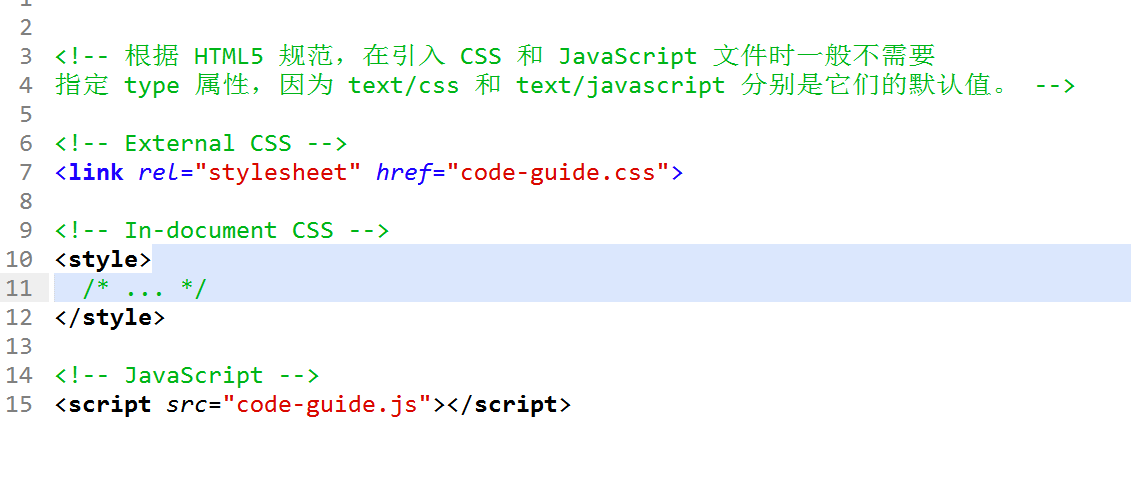 1
2
3 <!-- 根据 HTML5 规范，在引入 CSS 和 JavaScript 文件时一般不需要
4 指定 type 属性，因为 text/css 和 text/javascript 分别是它们的默认值。 -->
5
6 <!-- External CSS -->
7 <link rel="stylesheet" href="code-guide.css">
8
9 <!-- In-document CSS -->
10 <style>
11   /* ... */
12 </style>
13
14 <!-- JavaScript -->
15 <script src="code-guide.js"></script>